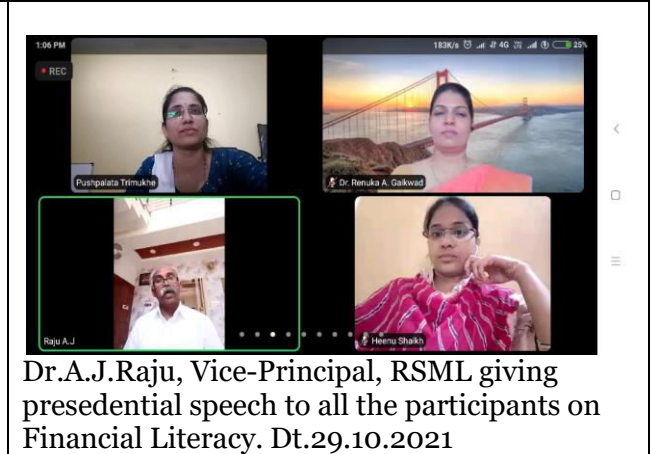 1:06 PM
183K/s 4G 25%
REC
Pushpalata Trimukhe
Dr. Renuka A. Gaikwad
Raju A.J
Heenu Shaikh
Dr.A.J.Raju, Vice-Principal, RSML giving
presedential speech to all the participants on
Financial Literacy. Dt.29.10.2021